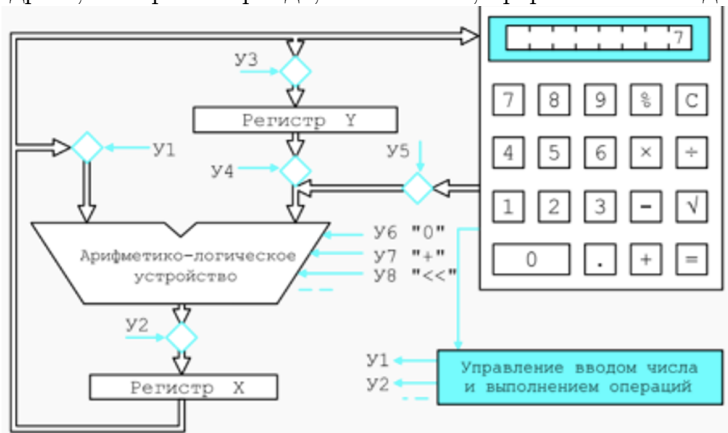 7
У3
7 8 9 % C
Регистр Y
У1
У4
У5
4 5 6 × ÷
1 2 3 − √
У6 "0"
У7 "+"
У8 "<<"
Арифметико-логическое
устройство
0 . + =
У2
У1
У2
Управление вводом числа
и выполнением операций
Регистр X